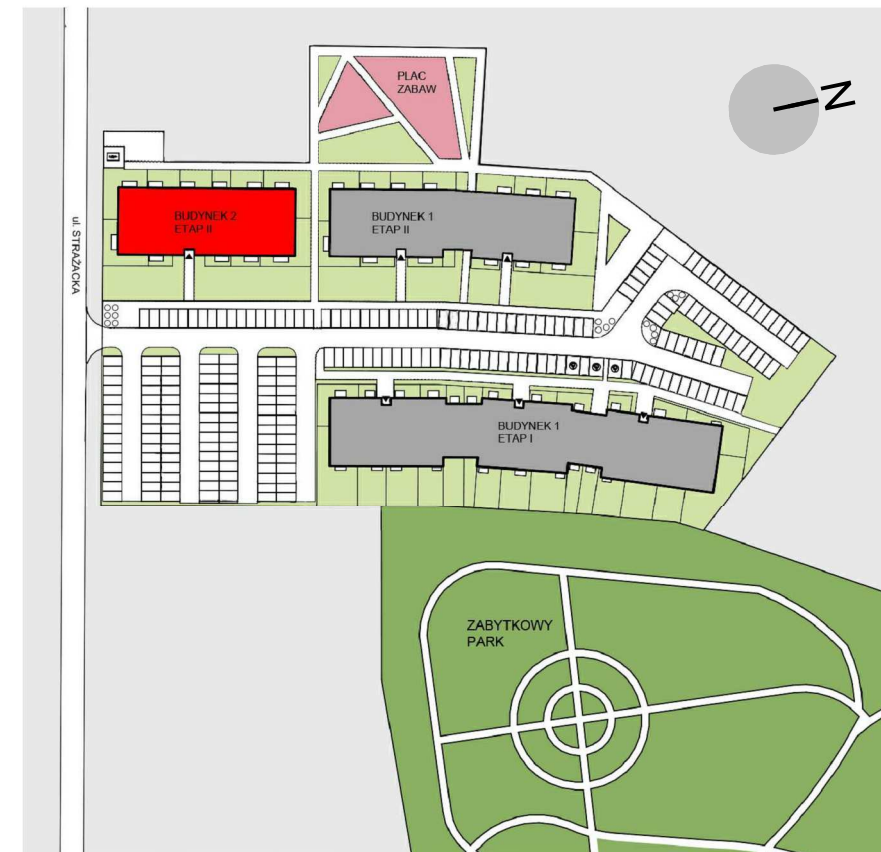 PLAC
ZABAW
N
BUDYNEK 2
ETAP II
BUDYNEK 1
ETAP II
ul. STRAŻACKA
BUDYNEK 1
ETAP I
ZABYTKOWY
PARK